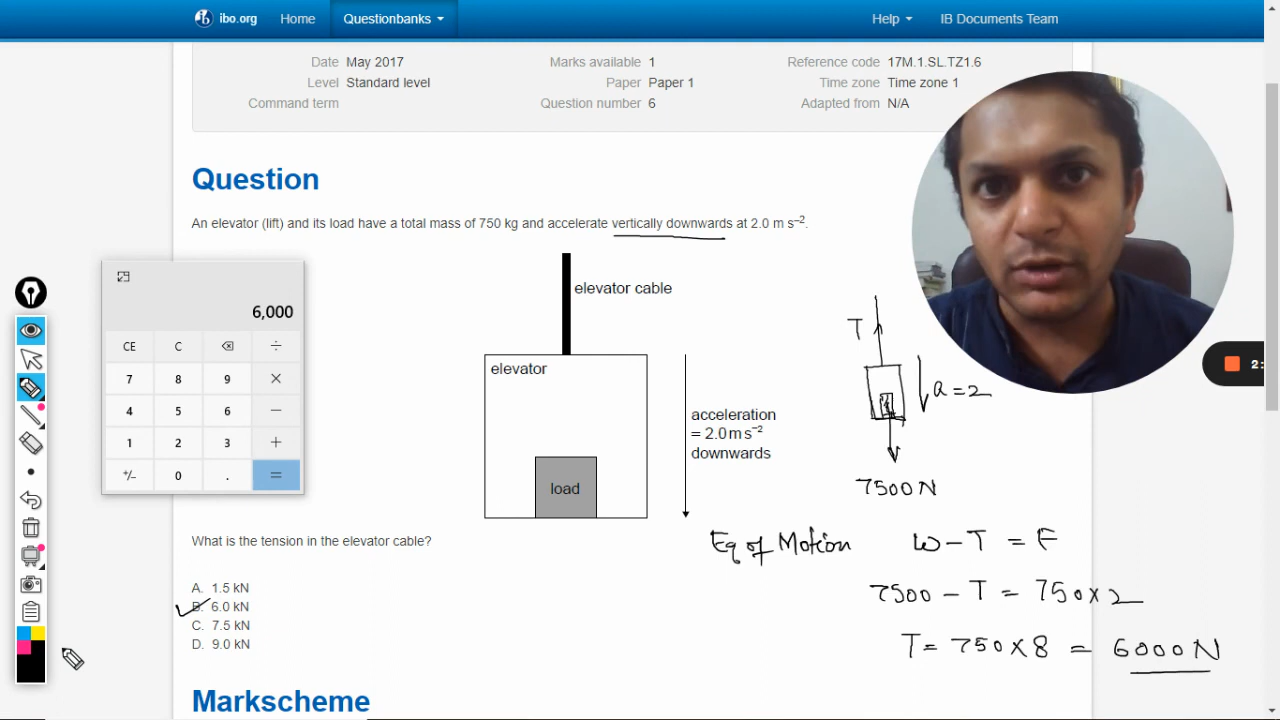 ibo.org Home Questionbanks Help IB Documents Team
Date May 2017 Marks available 1 Reference code 17M.1.SL.TZ1.6
Level Standard level Paper Paper 1 Time zone Time zone 1
Command term Question number 6 Adapted from N/A
Question
An elevator (lift) and its load have a total mass of 750 kg and accelerate vertically downwards at 2.0 m s⁻².
6,000
CE C ⌫ ÷
7 8 9 ×
4 5 6 −
1 2 3 +
+/− 0 . =
elevator cable
elevator
acceleration
= 2.0 m s⁻²
downwards
load
T
a = 2
7500 N
2:
What is the tension in the elevator cable?
A. 1.5 kN
B. 6.0 kN
C. 7.5 kN
D. 9.0 kN
Eq of Motion W − T = F
7500 − T = 750 × 2
T = 750 × 8 = 6000 N
Markscheme